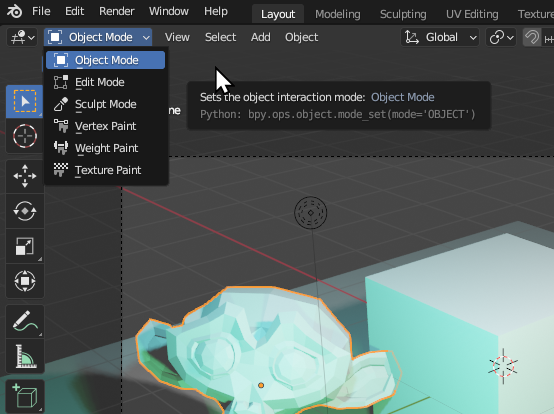 File Edit Render Window Help Layout Modeling Sculpting UV Editing Texture
Object Mode View Select Add Object Global
Object Mode
Edit Mode
Sculpt Mode
Vertex Paint
Weight Paint
Texture Paint
Sets the object interaction mode: Object Mode
Python: bpy.ops.object.mode_set(mode='OBJECT')
ne